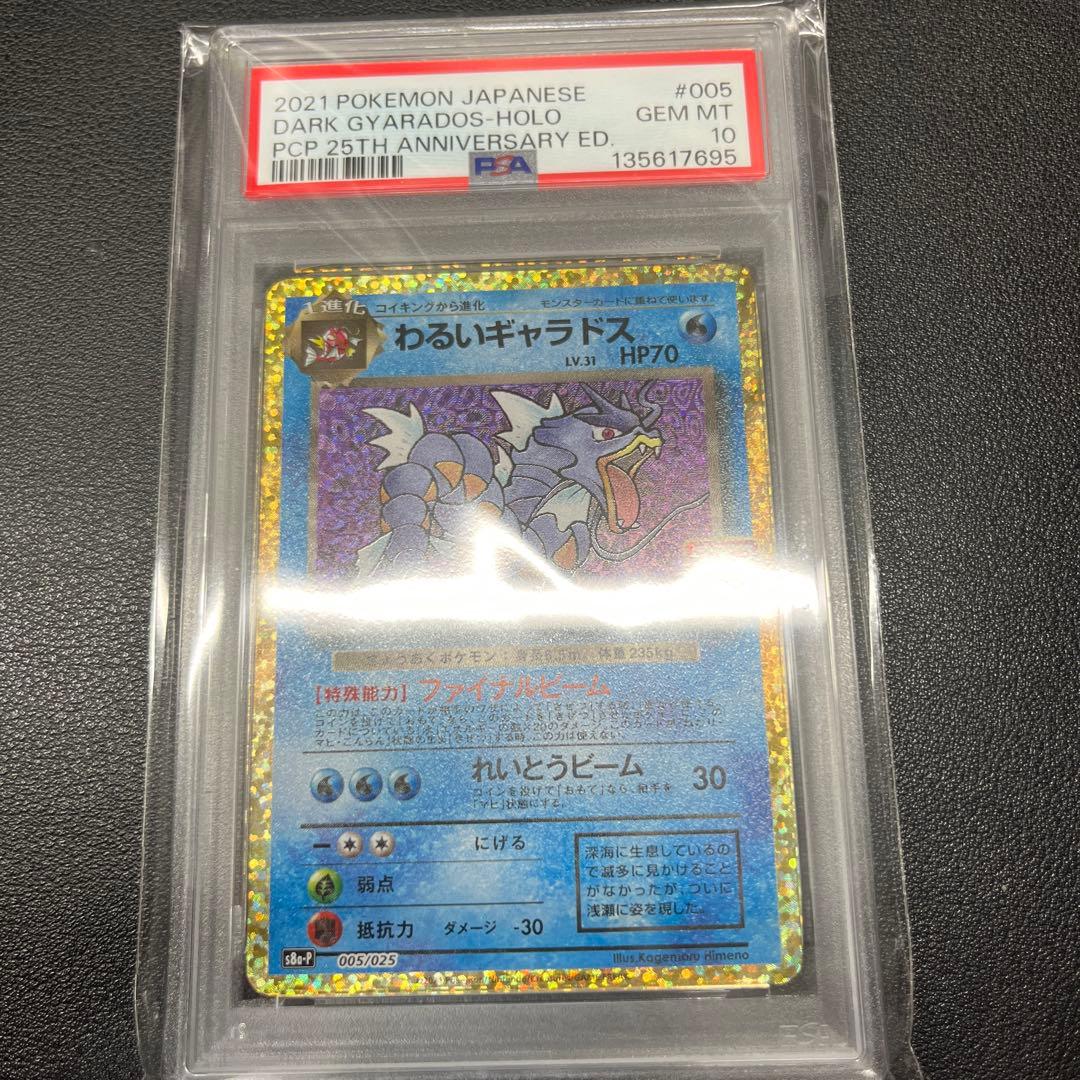 2021 POKEMON JAPANESE #005
DARK GYARADOS-HOLO GEM MT
PCP 25TH ANNIVERSARY ED. 10
PSA 135617695
1進化 コイキングから進化 モンスターカードに重ねて使います。
わるいギャラドス
LV.31 HP70
体重235kg
【特殊能力】ファイナルビーム
れいとうビーム 30
コインを投げて「おもて」なら、相手を
「マヒ」状態にする。
にげる
弱点
抵抗力 ダメージ -30
深海に生息しているの
で滅多に見かけること
がなかったが、ついに
浅瀬に姿を現した。
s8a-P 005/025
Illus.Kagemaru Himeno
PSA